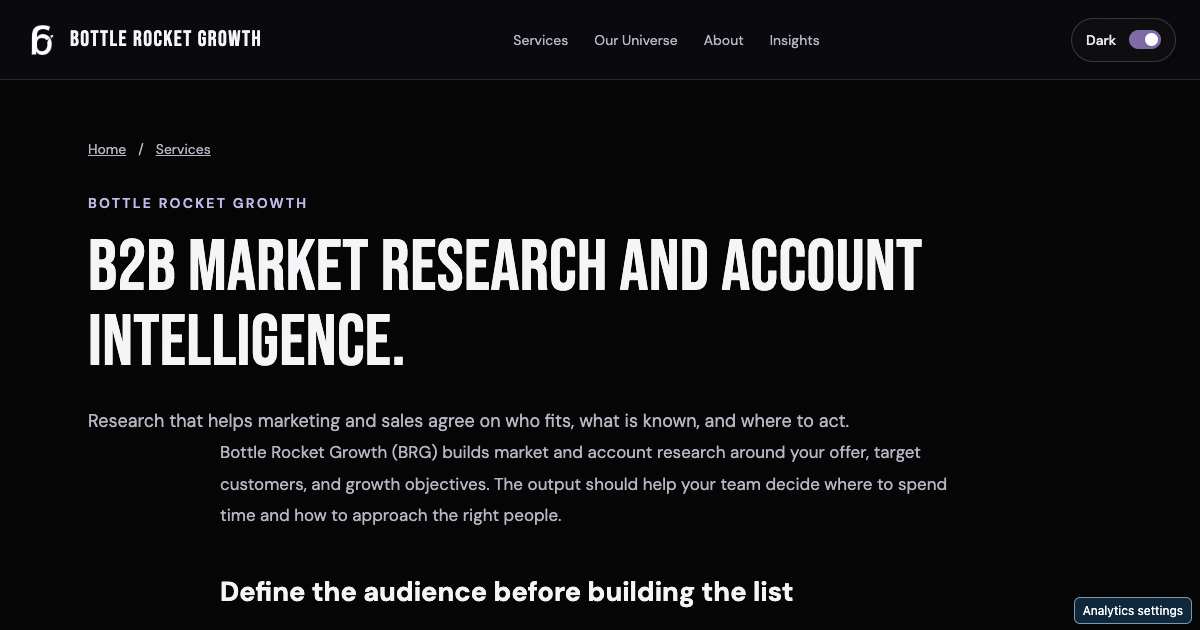 BOTTLE ROCKET GROWTH
Services
Our Universe
About
Insights
Dark
Home / Services
BOTTLE ROCKET GROWTH
B2B MARKET RESEARCH AND ACCOUNT
INTELLIGENCE.
Research that helps marketing and sales agree on who fits, what is known, and where to act.
Bottle Rocket Growth (BRG) builds market and account research around your offer, target
customers, and growth objectives. The output should help your team decide where to spend
time and how to approach the right people.
Define the audience before building the list
Analytics settings